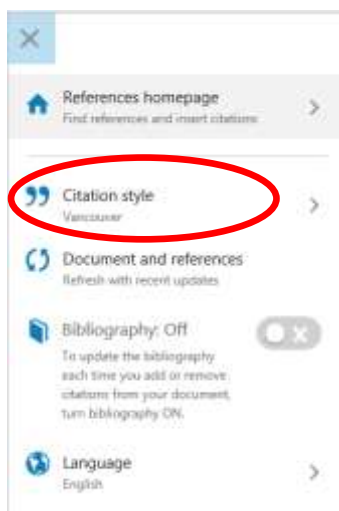 References homepage
Find references and insert citations
Citation style
Vancouver
Document and references
Refresh with recent updates
Bibliography: Off
To update the bibliography
each time you add or remove
citations from your document,
turn bibliography ON.
Language
English